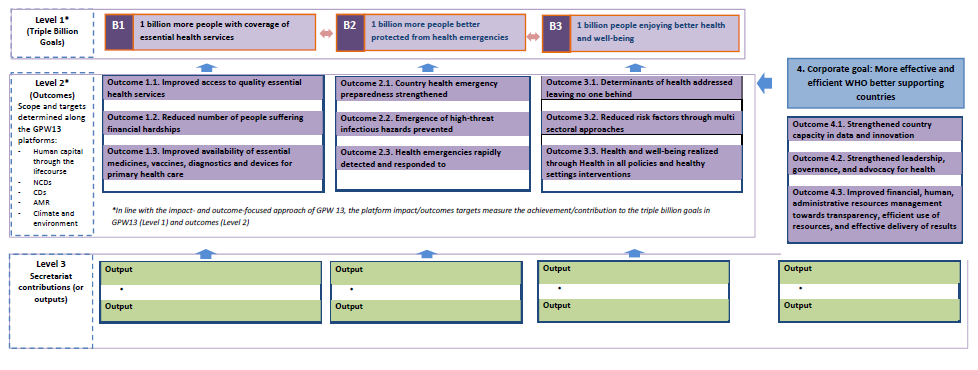 Level 1*
(Triple Billion
Goals)
B1
1 billion more people with coverage of
essential health services
B2
1 billion more people better
protected from health emergencies
B3
1 billion people enjoying better health
and well-being
Level 2*
(Outcomes)
Scope and targets
determined along
the GPW13
platforms:
- Human capital
through the
lifecourse
- NCDs
- CDs
- AMR
- Climate and
environment
Outcome 1.1. Improved access to quality essential
health services
Outcome 1.2. Reduced number of people suffering
financial hardships
Outcome 1.3. Improved availability of essential
medicines, vaccines, diagnostics and devices for
primary health care
Outcome 2.1. Country health emergency
preparedness strengthened
Outcome 2.2. Emergence of high-threat
infectious hazards prevented
Outcome 2.3. Health emergencies rapidly
detected and responded to
Outcome 3.1. Determinants of health addressed
leaving no one behind
Outcome 3.2. Reduced risk factors through multi
sectoral approaches
Outcome 3.3. Health and well-being realized
through Health in all policies and healthy
settings interventions
*In line with the impact- and outcome-focused approach of GPW 13, the platform impact/outcomes targets measure the achievement/contribution to the triple billion goals in
GPW13 (Level 1) and outcomes (Level 2)
4. Corporate goal: More effective and
efficient WHO better supporting
countries
Outcome 4.1. Strengthened country
capacity in data and innovation
Outcome 4.2. Strengthened leadership,
governance, and advocacy for health
Outcome 4.3. Improved financial, human,
administrative resources management
towards transparency, efficient use of
resources, and effective delivery of results
Level 3
Secretariat
contributions (or
outputs)
Output
•
Output
Output
•
Output
Output
•
Output
Output
•
Output